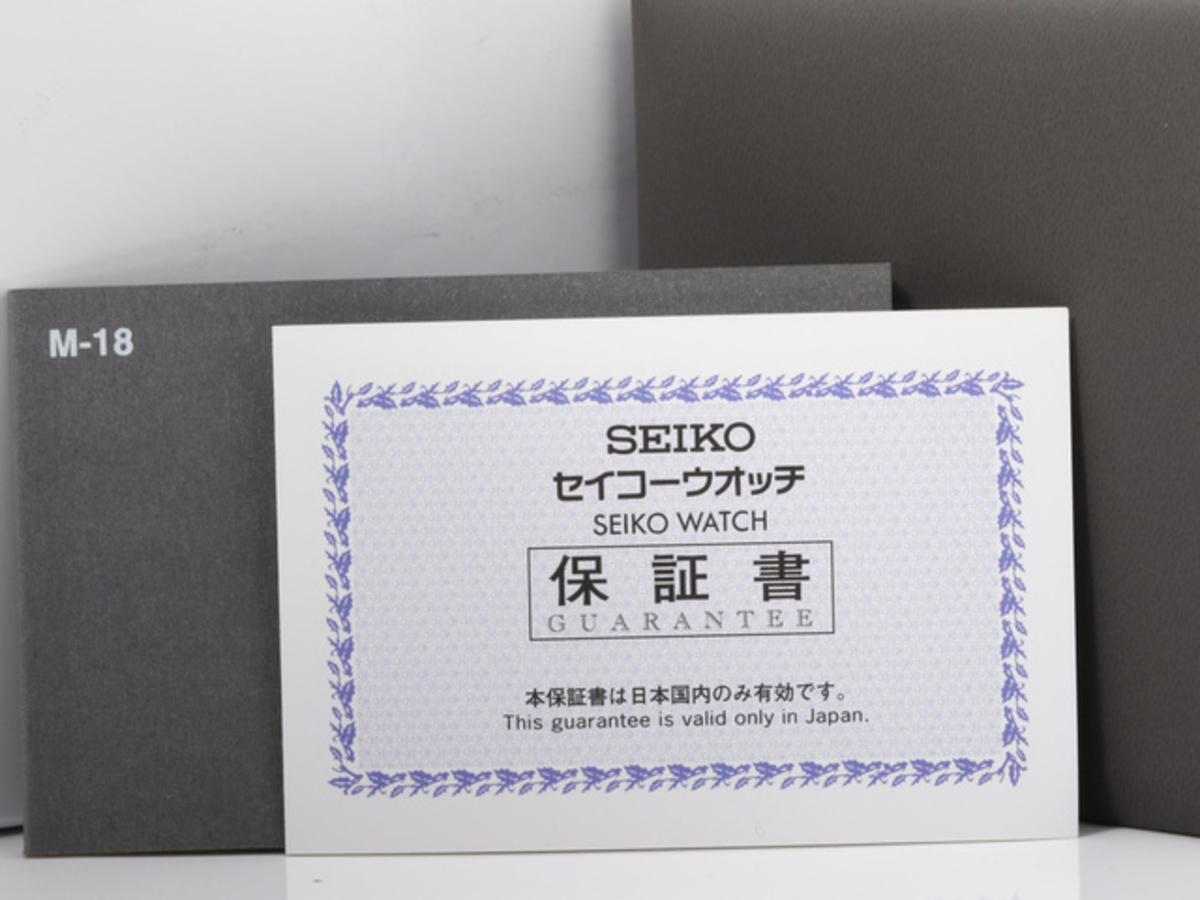 M-18
SEIKO
セイコーウオッチ
SEIKO WATCH
保証書
GUARANTEE
本保証書は日本国内のみ有効です。
This guarantee is valid only in Japan.